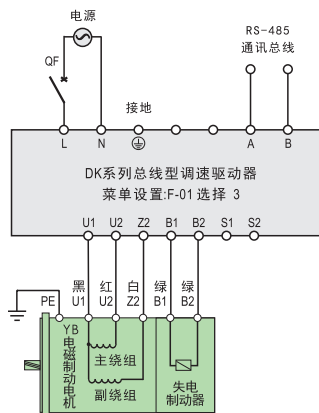 电源
RS-485
通讯总线
QF
接地
L N A B
DK系列总线型调速驱动器
菜单设置:F-01 选择 3
U1 U2 Z2 B1 B2 S1 S2
黑 红 白 绿 绿
PE U1 U2 Z2 B1 B2
YB电磁制动电机
主绕组
副绕组
失电
制动器